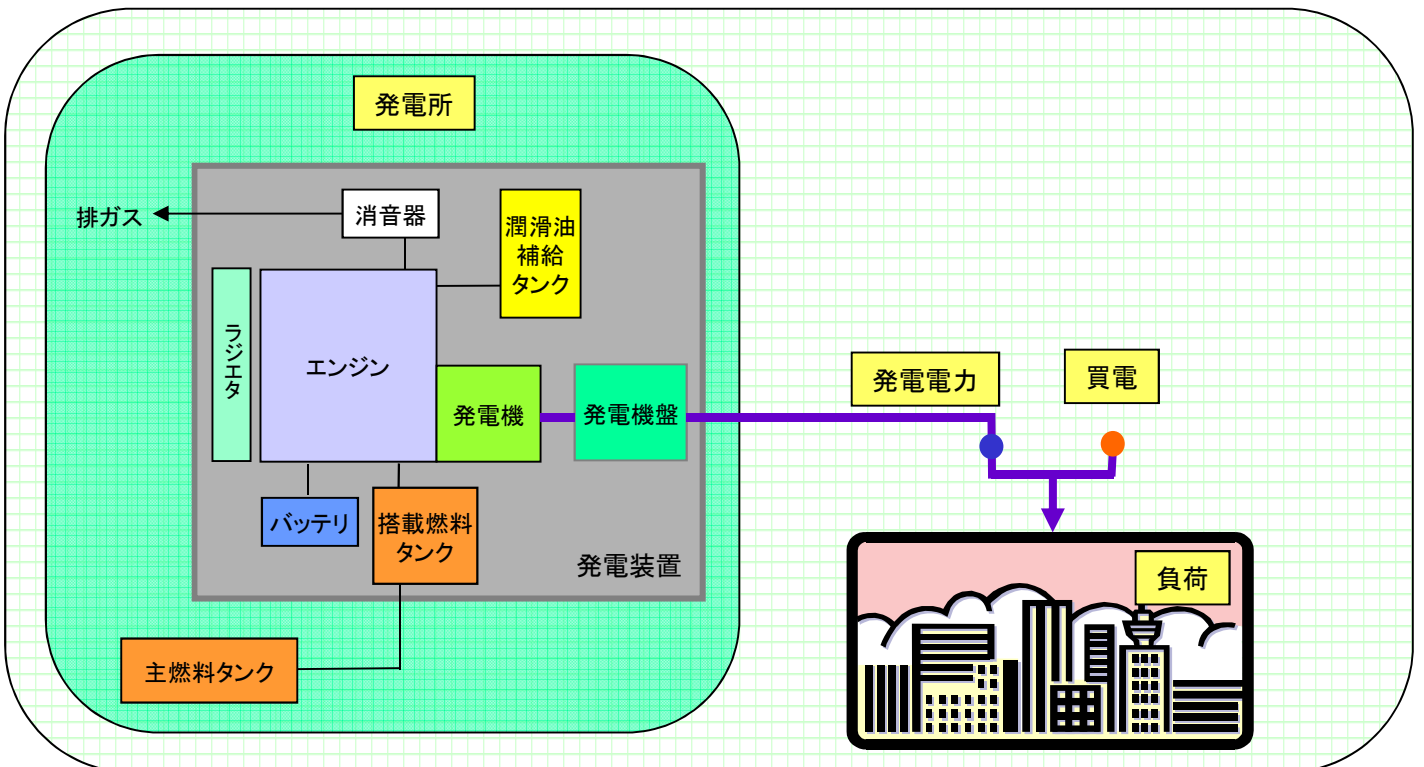 発電所
排ガス
消音器
潤滑油
補給
タンク
ラジエタ
エンジン
発電機
発電機盤
発電電力
買電
バッテリ
搭載燃料
タンク
発電装置
負荷
主燃料タンク